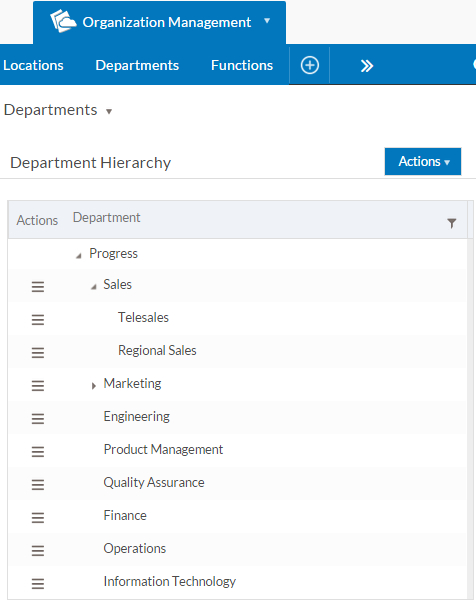 Organization Management
Locations Departments Functions
Departments
Department Hierarchy Actions
Actions Department
Progress
Sales
Telesales
Regional Sales
Marketing
Engineering
Product Management
Quality Assurance
Finance
Operations
Information Technology